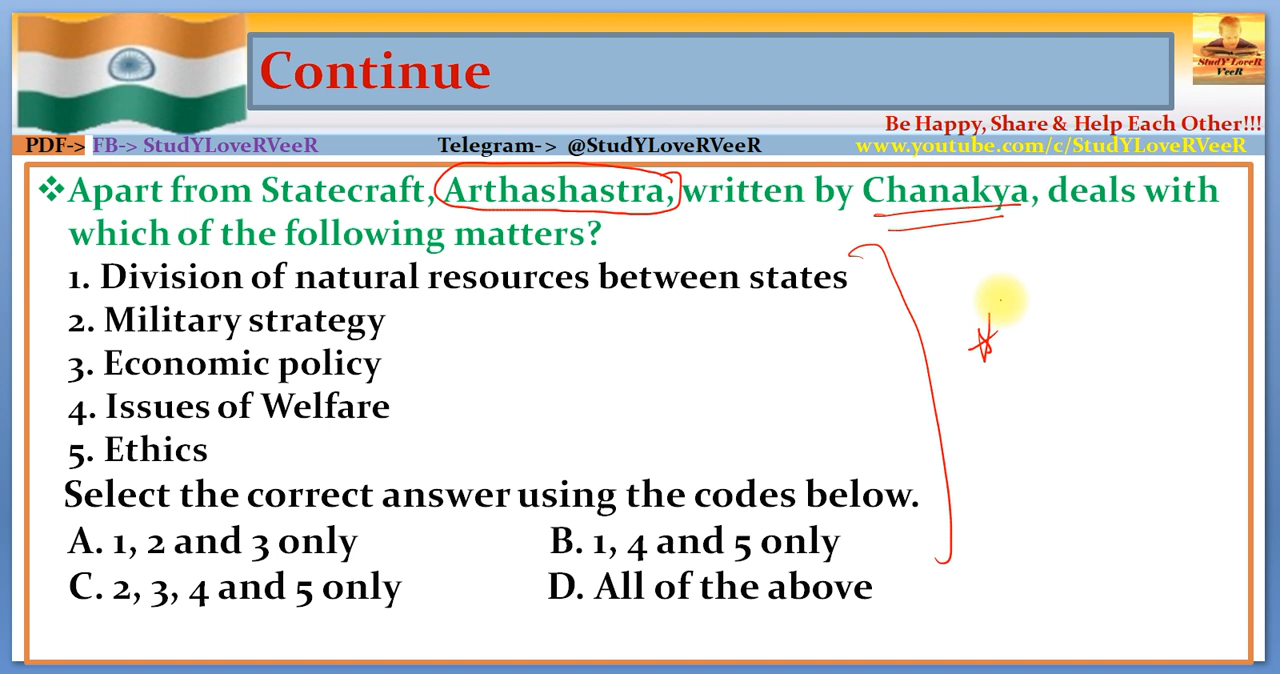 Continue
StudY LoveR
VeeR
Be Happy, Share & Help Each Other!!!
PDF-> FB-> StudYLoveRVeeR Telegram-> @StudYLoveRVeeR www.youtube.com/c/StudYLoveRVeeR
❖Apart from Statecraft, Arthashastra, written by Chanakya, deals with
which of the following matters?
1. Division of natural resources between states
2. Military strategy
3. Economic policy
4. Issues of Welfare
5. Ethics
Select the correct answer using the codes below.
A. 1, 2 and 3 only B. 1, 4 and 5 only
C. 2, 3, 4 and 5 only D. All of the above